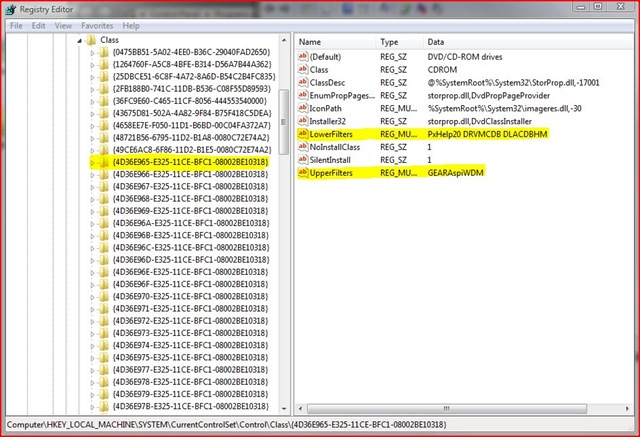 Registry Editor
File Edit View Favorites Help
Class
{0475BB51-5A02-4EE0-B36C-29040FAD2650}
{1264760F-A5C8-4BFE-B314-D56A7B44A362}
{25DBCE51-6C8F-4A72-8A6D-B54C2B4FC835}
{2FB188B0-741C-11DB-B536-C08F55D89593}
{36FC9E60-C465-11CF-8056-444553540000}
{43675D81-502A-4A82-9F84-B75F418C5DEA}
{4658EE7E-F050-11D1-B6BD-00C04FA372A7}
{48721B56-6795-11D2-B1A8-0080C72E74A2}
{49CE6AC8-6F86-11D2-B1E5-0080C72E74A2}
{4D36E965-E325-11CE-BFC1-08002BE10318}
{4D36E966-E325-11CE-BFC1-08002BE10318}
{4D36E967-E325-11CE-BFC1-08002BE10318}
{4D36E968-E325-11CE-BFC1-08002BE10318}
{4D36E969-E325-11CE-BFC1-08002BE10318}
{4D36E96A-E325-11CE-BFC1-08002BE10318}
{4D36E96B-E325-11CE-BFC1-08002BE10318}
{4D36E96C-E325-11CE-BFC1-08002BE10318}
{4D36E96D-E325-11CE-BFC1-08002BE10318}
{4D36E96E-E325-11CE-BFC1-08002BE10318}
{4D36E96F-E325-11CE-BFC1-08002BE10318}
{4D36E970-E325-11CE-BFC1-08002BE10318}
{4D36E971-E325-11CE-BFC1-08002BE10318}
{4D36E972-E325-11CE-BFC1-08002BE10318}
{4D36E973-E325-11CE-BFC1-08002BE10318}
{4D36E974-E325-11CE-BFC1-08002BE10318}
{4D36E975-E325-11CE-BFC1-08002BE10318}
{4D36E977-E325-11CE-BFC1-08002BE10318}
{4D36E978-E325-11CE-BFC1-08002BE10318}
{4D36E979-E325-11CE-BFC1-08002BE10318}
{4D36E97B-E325-11CE-BFC1-08002BE10318}
Name Type Data
(Default) REG_SZ DVD/CD-ROM drives
Class REG_SZ CDROM
ClassDesc REG_SZ @%SystemRoot%\System32\StorProp.dll,-17001
EnumPropPages... REG_SZ storprop.dll,DvdPropPageProvider
IconPath REG_MU... %SystemRoot%\System32\imageres.dll,-30
Installer32 REG_SZ storprop.dll,DvdClassInstaller
LowerFilters REG_MU... PxHelp20 DRVMCDB DLACDBHM
NoInstallClass REG_SZ 1
SilentInstall REG_SZ 1
UpperFilters REG_MU... GEARAspiWDM
Computer\HKEY_LOCAL_MACHINE\SYSTEM\CurrentControlSet\Control\Class\{4D36E965-E325-11CE-BFC1-08002BE10318}